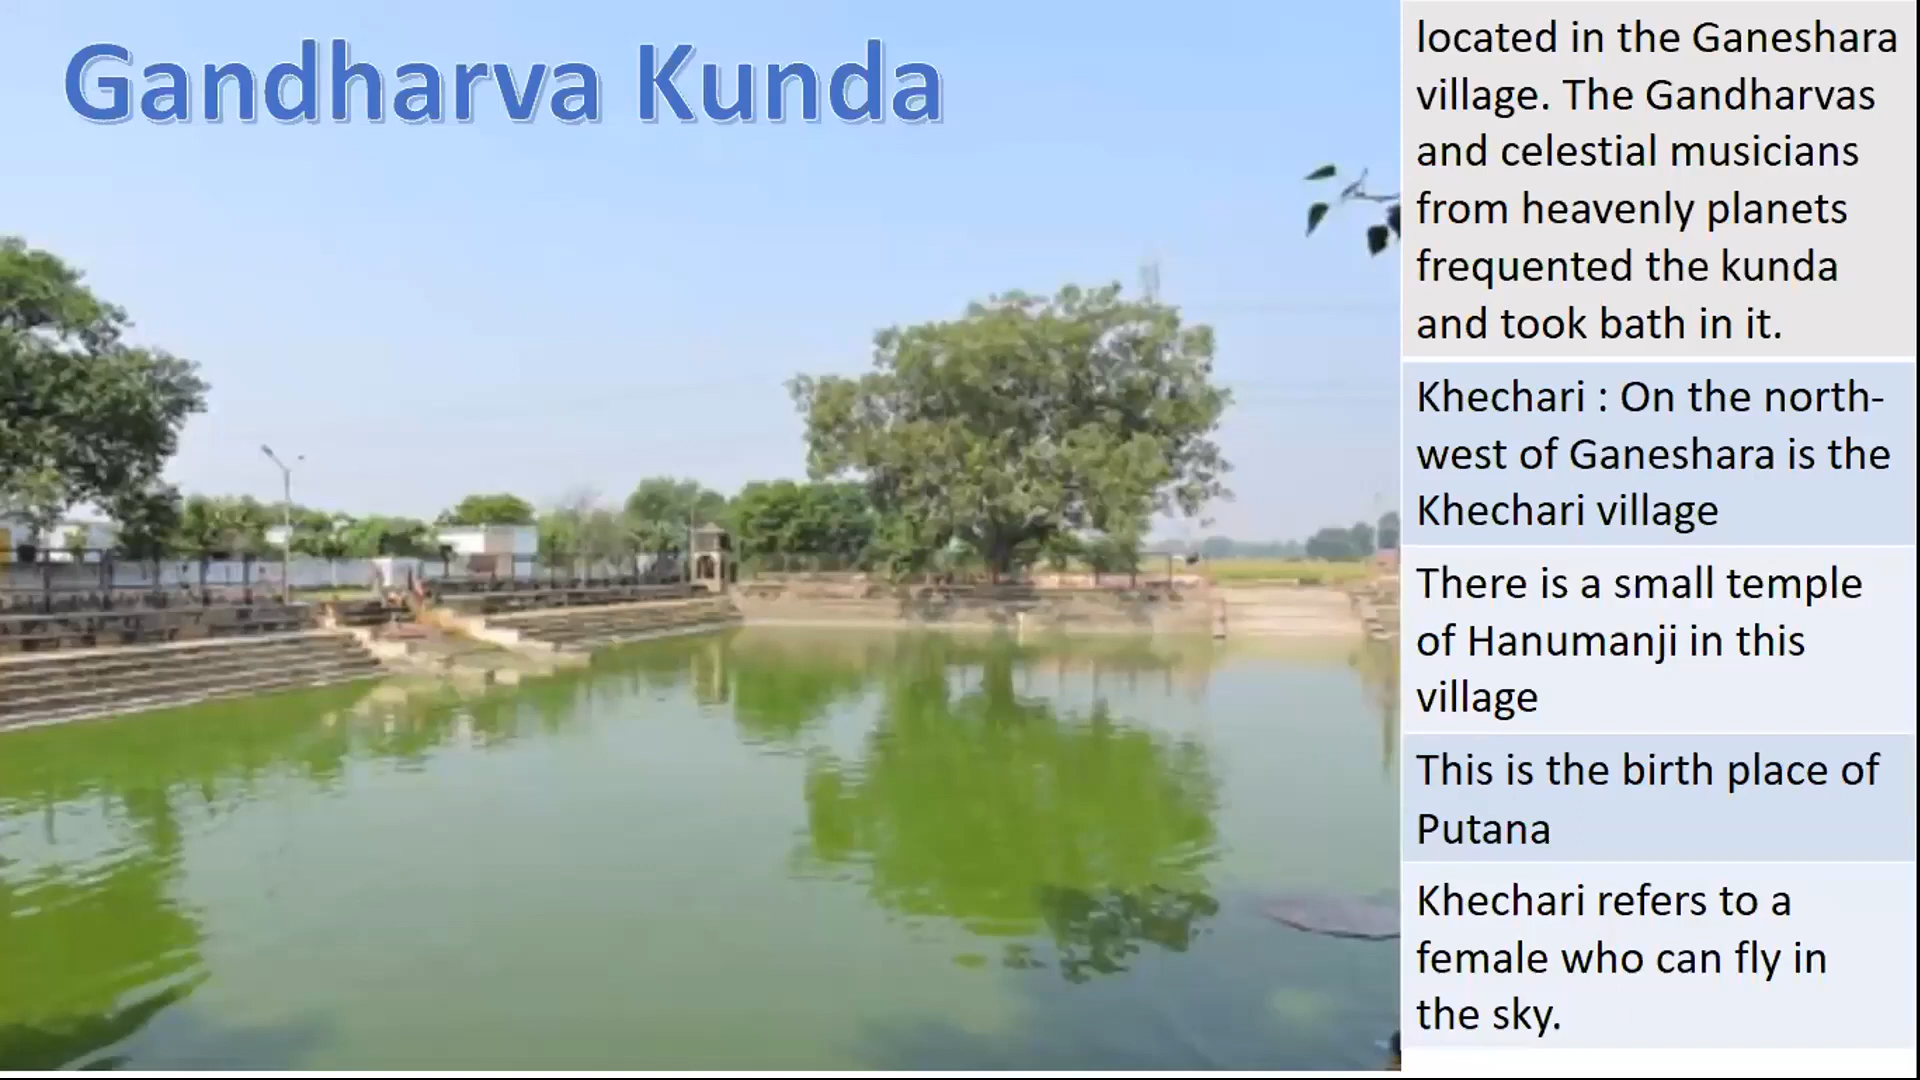 Gandharva Kunda
located in the Ganeshara
village. The Gandharvas
and celestial musicians
from heavenly planets
frequented the kunda
and took bath in it.
Khechari : On the north-
west of Ganeshara is the
Khechari village
There is a small temple
of Hanumanji in this
village
This is the birth place of
Putana
Khechari refers to a
female who can fly in
the sky.